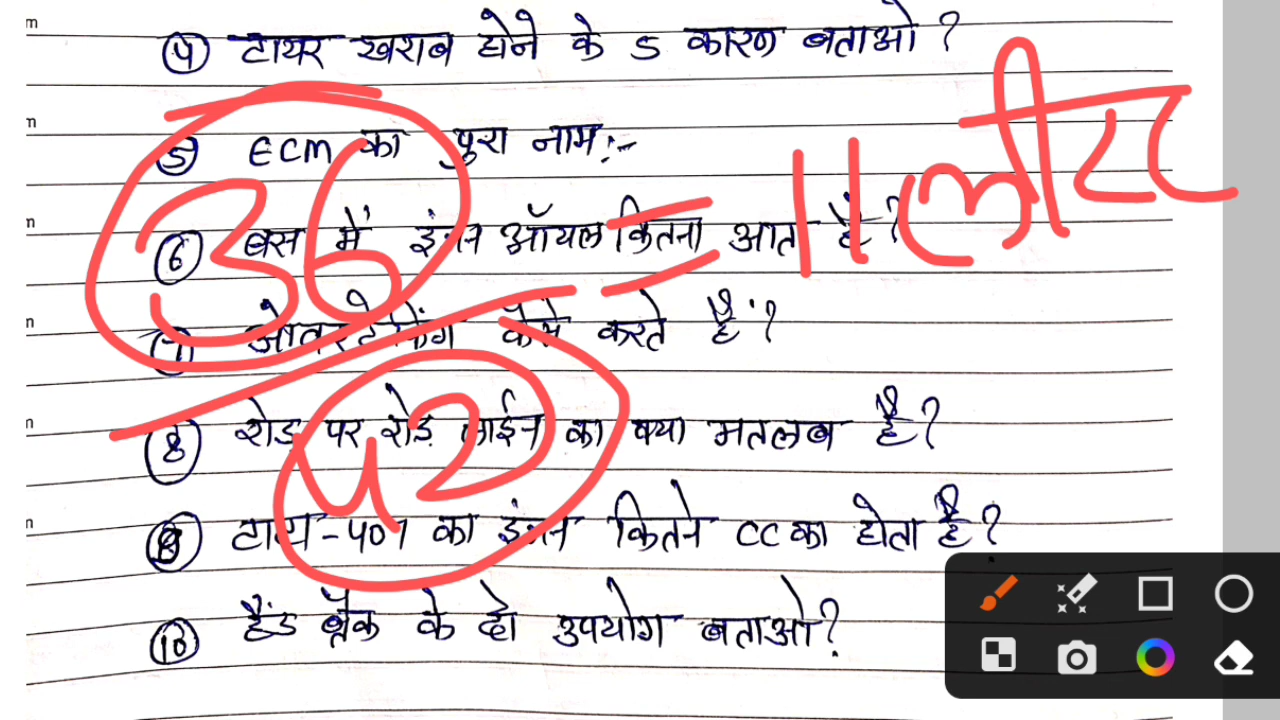 ④ टायर खराब होने के 5 कारण बताओ ?
⑤ ECM का पुरा नाम:-
⑥ बस में इंजन ऑयल कितना आता है ?
11 लीटर
36
⑦ ओवरटेकिंग कैसे करते है ?
⑧ रोड़ पर रोड़ लाईन का क्या मतलब है ?
42
⑨ टाटा-407 का इंजन कितने CC का होता है ?
⑩ हैंड ब्रेक के दो उपयोग बताओ ?